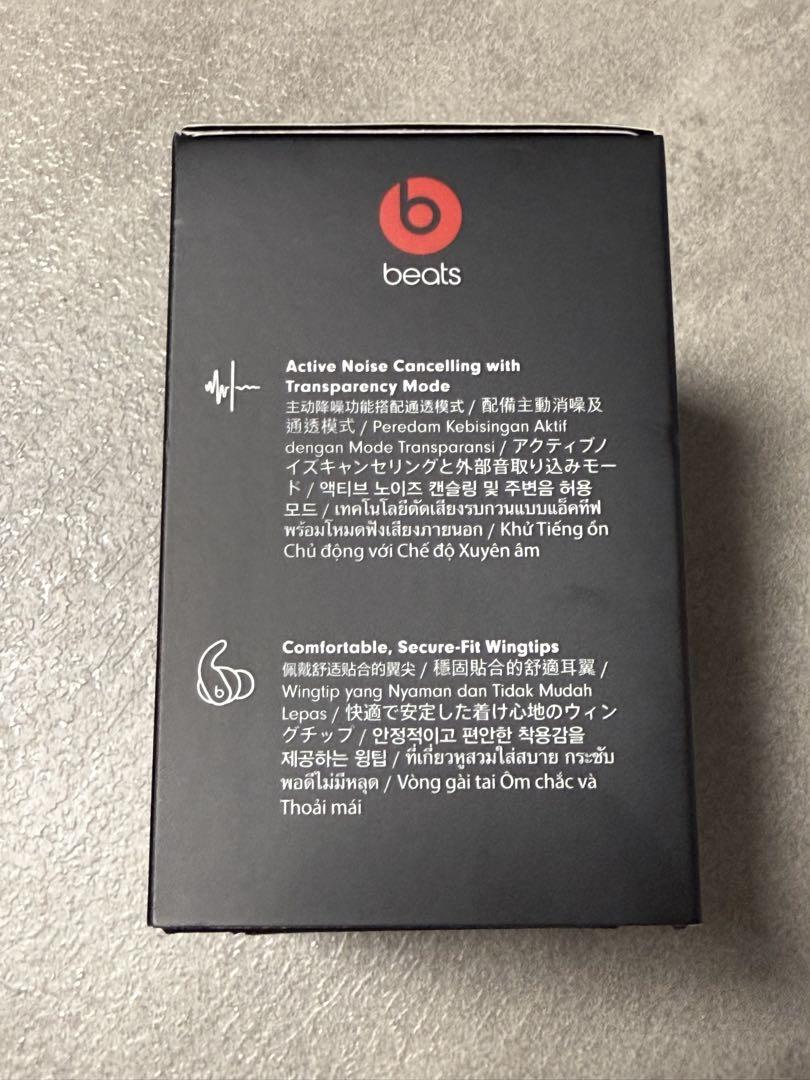 b
beats
Active Noise Cancelling with
Transparency Mode
主动降噪功能搭配通透模式 / 配備主動消噪及
通透模式 / Peredam Kebisingan Aktif
dengan Mode Transparansi / アクティブノ
イズキャンセリングと外部音取り込みモー
ド / 액티브 노이즈 캔슬링 및 주변음 허용
모드 / เทคโนโลยีตัดเสียงรบกวนแบบแอ็คทีฟ
พร้อมโหมดฟังเสียงภายนอก / Khử Tiếng ồn
Chủ động với Chế độ Xuyên âm
Comfortable, Secure-Fit Wingtips
佩戴舒适贴合的翼尖 / 穩固貼合的舒適耳翼 /
Wingtip yang Nyaman dan Tidak Mudah
Lepas / 快適で安定した着け心地のウィン
グチップ / 안정적이고 편안한 착용감을
제공하는 윙팁 / ที่เกี่ยวหูสวมใส่สบาย กระชับ
พอดีไม่มีหลุด / Vòng gài tai Ôm chắc và
Thoải mái